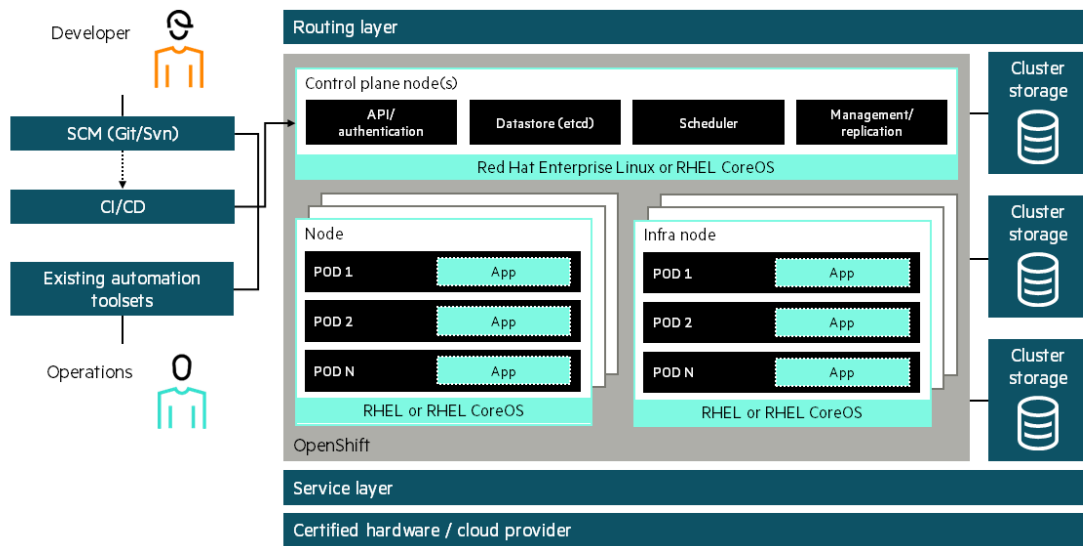 Developer
SCM (Git/Svn)
CI/CD
Existing automation
toolsets
Operations
Routing layer
Control plane node(s)
API/
authentication
Datastore (etcd)
Scheduler
Management/
replication
Red Hat Enterprise Linux or RHEL CoreOS
Node
POD 1
App
POD 2
App
POD N
App
RHEL or RHEL CoreOS
Infra node
POD 1
App
POD 2
App
POD N
App
RHEL or RHEL CoreOS
OpenShift
Cluster
storage
Cluster
storage
Cluster
storage
Service layer
Certified hardware / cloud provider